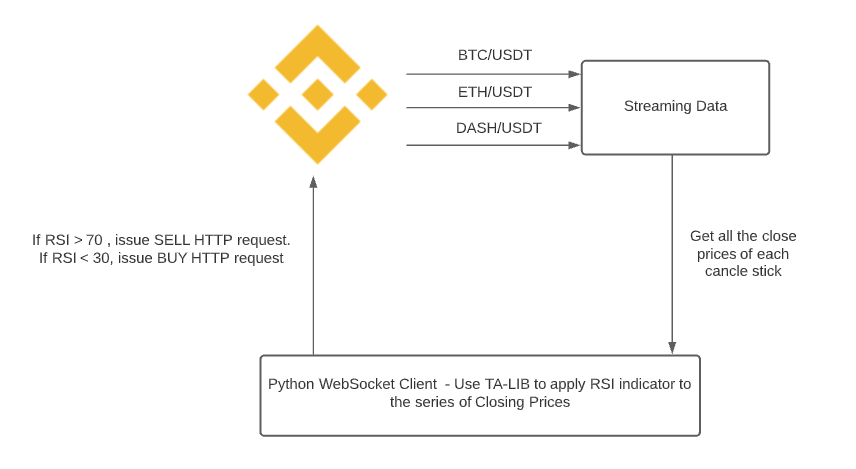 BTC/USDT
ETH/USDT
DASH/USDT
Streaming Data
If RSI > 70 , issue SELL HTTP request.
If RSI < 30, issue BUY HTTP request
Get all the close
prices of each
cancle stick
Python WebSocket Client - Use TA-LIB to apply RSI indicator to
the series of Closing Prices